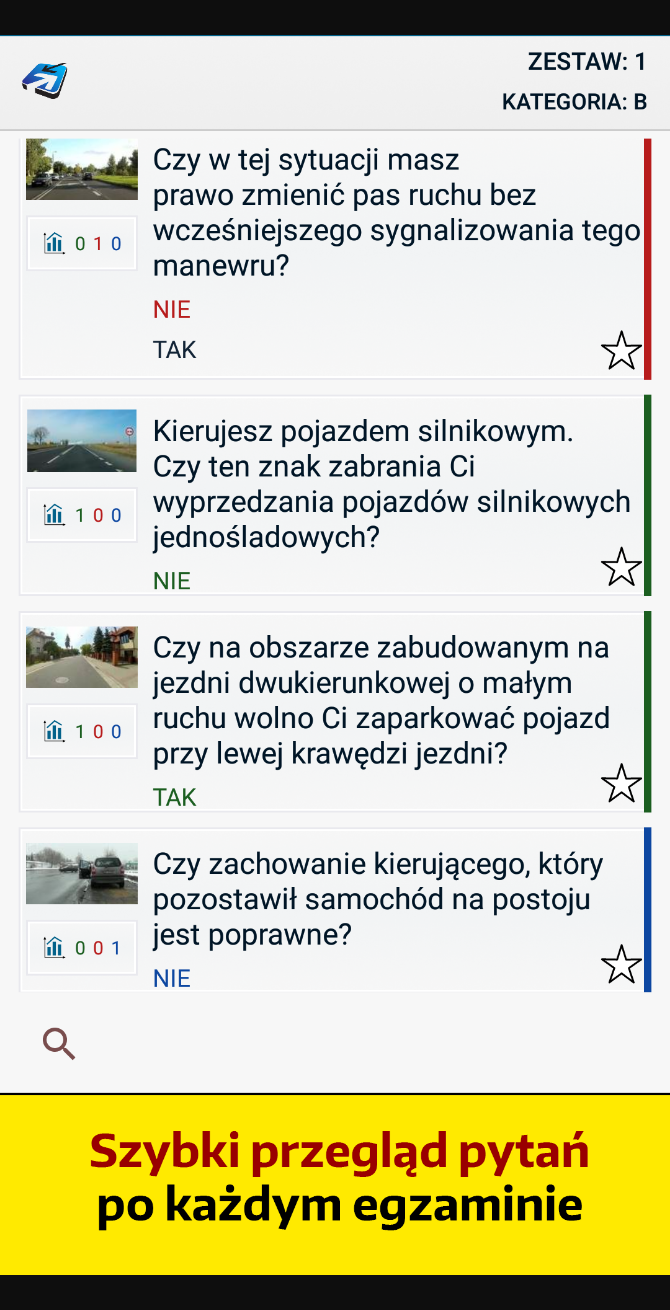 ZESTAW: 1
KATEGORIA: B
Czy w tej sytuacji masz
prawo zmienić pas ruchu bez
wcześniejszego sygnalizowania tego
manewru?
0 1 0
NIE
TAK
Kierujesz pojazdem silnikowym.
Czy ten znak zabrania Ci
wyprzedzania pojazdów silnikowych
jednośladowych?
1 0 0
NIE
Czy na obszarze zabudowanym na
jezdni dwukierunkowej o małym
ruchu wolno Ci zaparkować pojazd
przy lewej krawędzi jezdni?
1 0 0
TAK
Czy zachowanie kierującego, który
pozostawił samochód na postoju
jest poprawne?
0 0 1
NIE
Szybki przegląd pytań
po każdym egzaminie